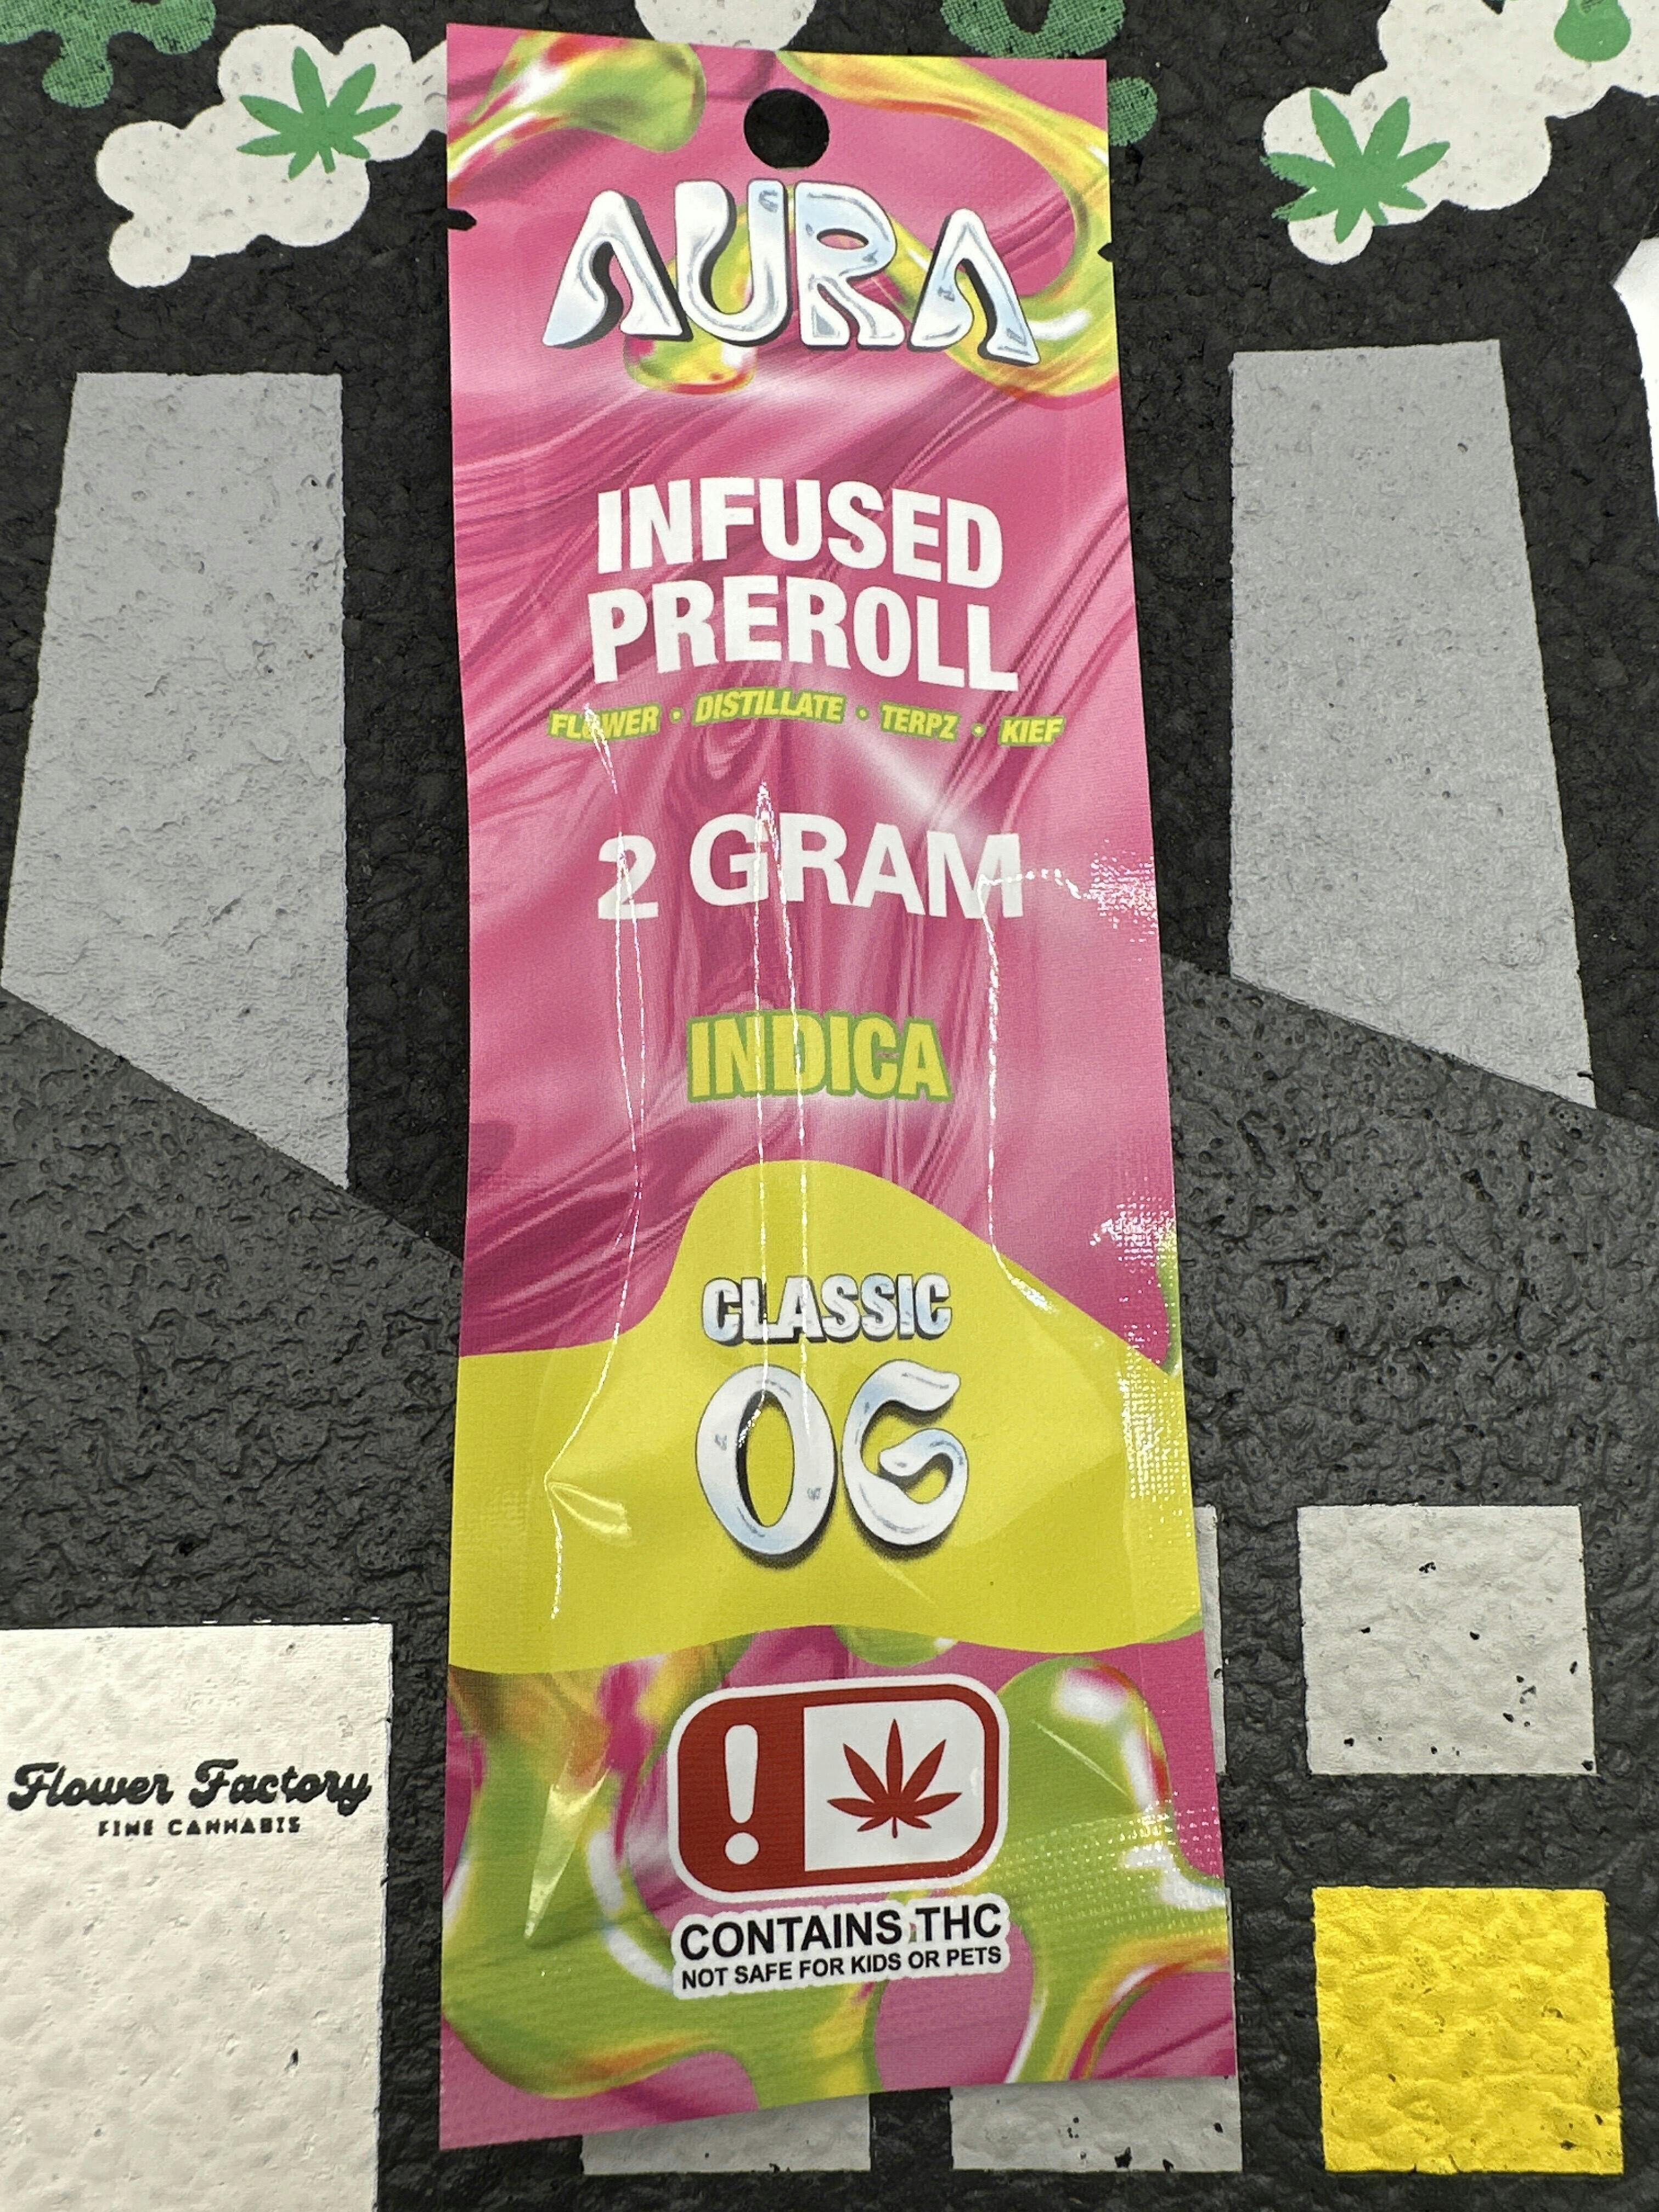 AURA
INFUSED
PREROLL
FLOWER • DISTILLATE • TERPZ • KIEF
2 GRAM
INDICA
CLASSIC
OG
!
CONTAINS THC
NOT SAFE FOR KIDS OR PETS
Flower Factory
FINE CANNABIS